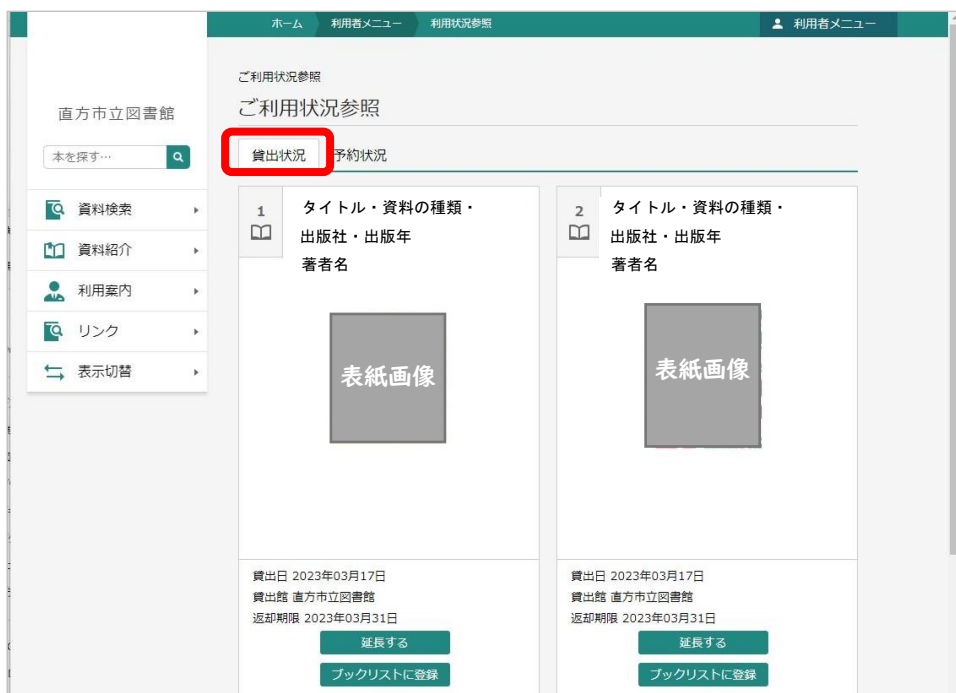 ホーム 利用者メニュー 利用状況参照 利用者メニュー
直方市立図書館
本を探す…
資料検索
資料紹介
利用案内
リンク
表示切替
ご利用状況参照
ご利用状況参照
貸出状況 予約状況
1
タイトル・資料の種類・
出版社・出版年
著者名
表紙画像
貸出日 2023年03月17日
貸出館 直方市立図書館
返却期限 2023年03月31日
延長する
ブックリストに登録
2
タイトル・資料の種類・
出版社・出版年
著者名
表紙画像
貸出日 2023年03月17日
貸出館 直方市立図書館
返却期限 2023年03月31日
延長する
ブックリストに登録